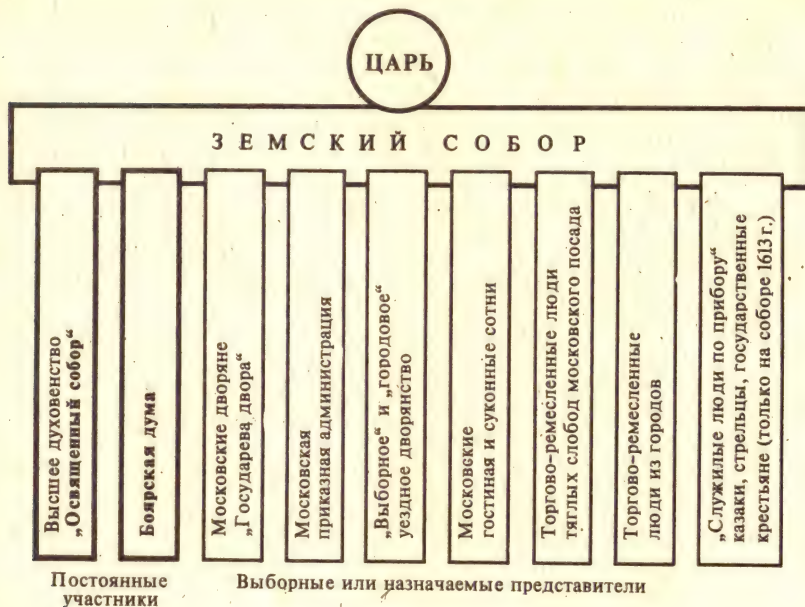 ЦАРЬ
ЗЕМСКИЙ СОБОР
Высшее духовенство
„Освященный собор“
Боярская дума
Московские дворяне
„Государева двора“
Московская
приказная администрация
„Выборное“ и „городовое“
уездное дворянство
Московские
гостиная и суконные сотни
Торгово-ремесленные люди
тяглых слобод московского посада
Торгово-ремесленные
люди из городов
„Служилые люди по прибору“
казаки, стрельцы, государственные
крестьяне (только на соборе 1613 г.)
Постоянные
участники
Выборные или назначаемые представители